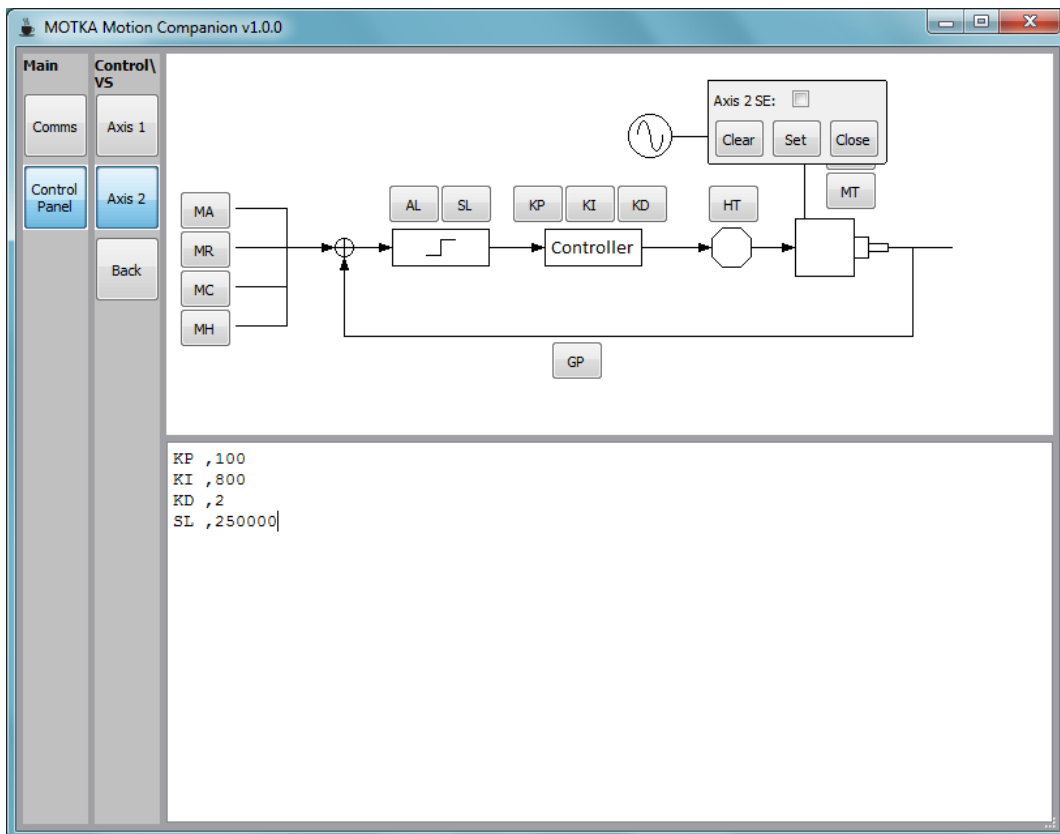 MOTKA Motion Companion v1.0.0
Main
Control\
VS
Comms
Axis 1
Control
Panel
Axis 2
Back
Axis 2 SE:
Clear
Set
Close
MT
MA
MR
MC
MH
AL
SL
KP
KI
KD
HT
Controller
GP
KP ,100
KI ,800
KD ,2
SL ,250000